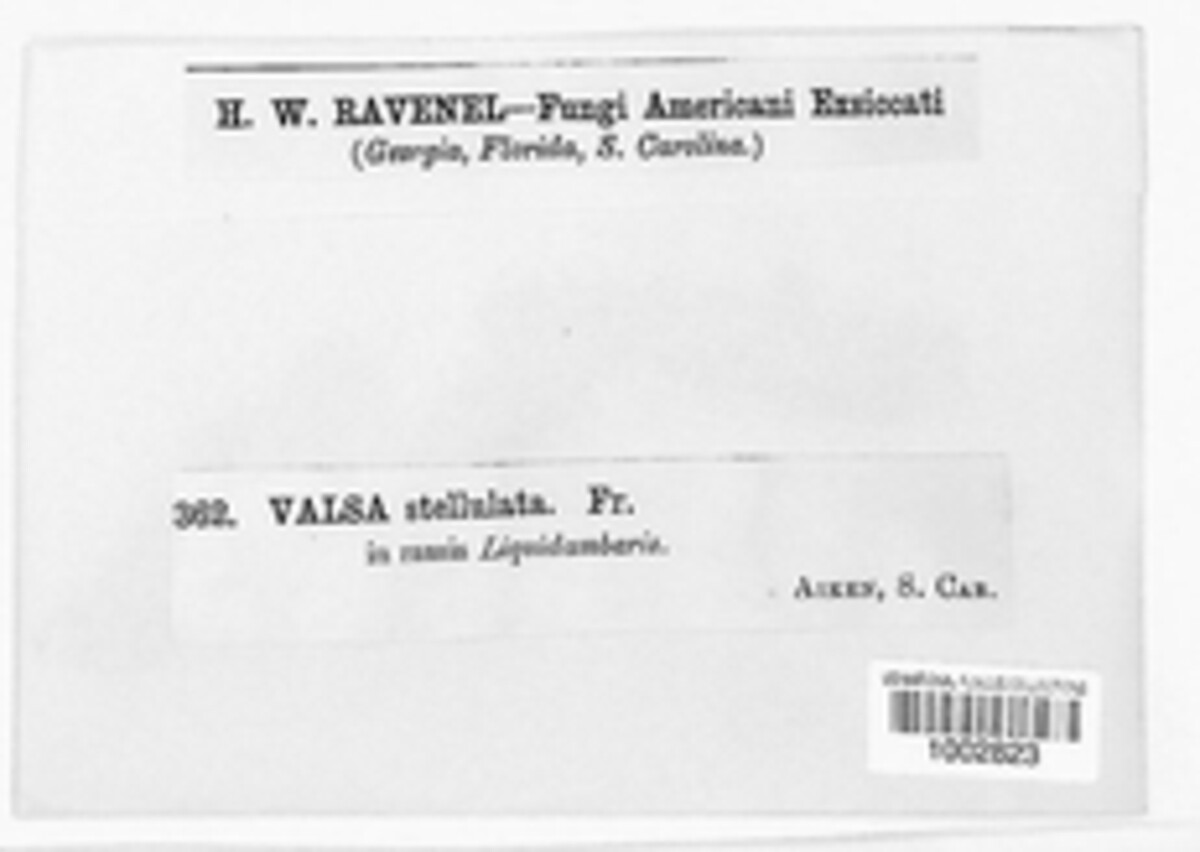 H. W. RAVENEL—Fungi Americani Exsiccati
(Georgia, Florida, S. Carolina.)
362. VALSA stellulata. Fr.
in ramis Liquidambaris.
AIKEN, S. CAR.
1002823